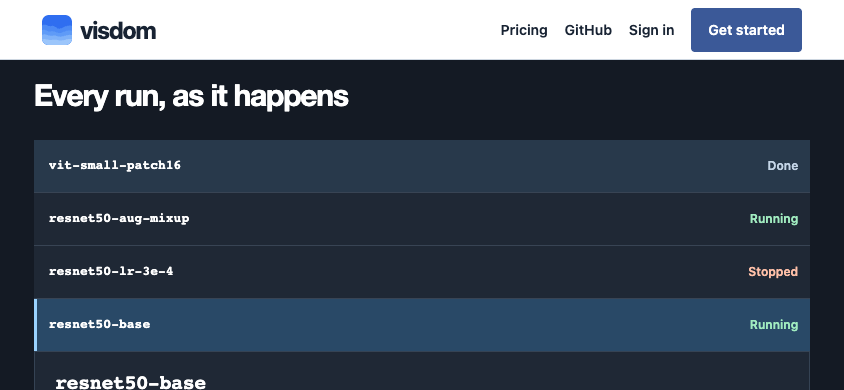 visdom
Pricing GitHub Sign in Get started
Every run, as it happens
vit-small-patch16 Done
resnet50-aug-mixup Running
resnet50-lr-3e-4 Stopped
resnet50-base Running
resnet50-base